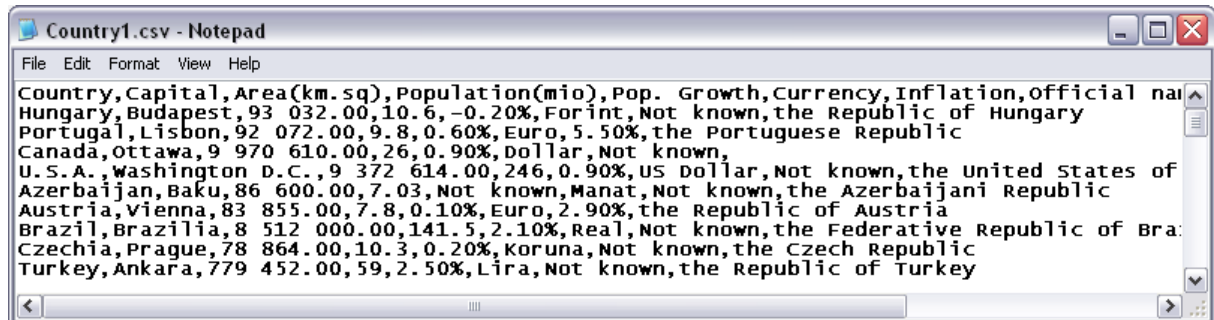 Country1.csv - Notepad
File Edit Format View Help
Country,Capital,Area(km.sq),Population(mio),Pop. Growth,Currency,Inflation,Official
Hungary,Budapest,93 032.00,10.6,-0.20%,Forint,Not known,the Republic of Hungary
Portugal,Lisbon,92 072.00,9.8,0.60%,Euro,5.50%,the Portuguese Republic
Canada,Ottawa,9 970 610.00,26,0.90%,Dollar,Not known,
U.S.A.,Washington D.C.,9 372 614.00,246,0.90%,US Dollar,Not known,the United States of
Azerbaijan,Baku,86 600.00,7.03,Not known,Manat,Not known,the Azerbaijani Republic
Austria,Vienna,83 855.00,7.8,0.10%,Euro,2.90%,the Republic of Austria
Brazil,Brazilia,8 512 000.00,141.5,2.10%,Real,Not known,the Federative Republic of
Czechia,Prague,78 864.00,10.3,0.20%,Koruna,Not known,the Czech Republic
Turkey,Ankara,779 452.00,59,2.50%,Lira,Not known,the Republic of Turkey